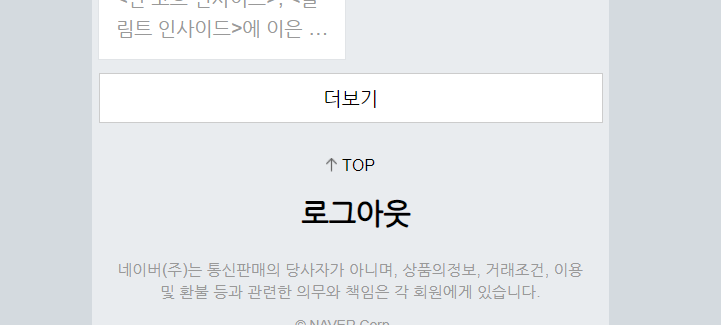 림트 인사이드>에 이은 …
더보기
↑ TOP
로그아웃
네이버(주)는 통신판매의 당사자가 아니며, 상품의정보, 거래조건, 이용
및 환불 등과 관련한 의무와 책임은 각 회원에게 있습니다.
© NAVER Corp.